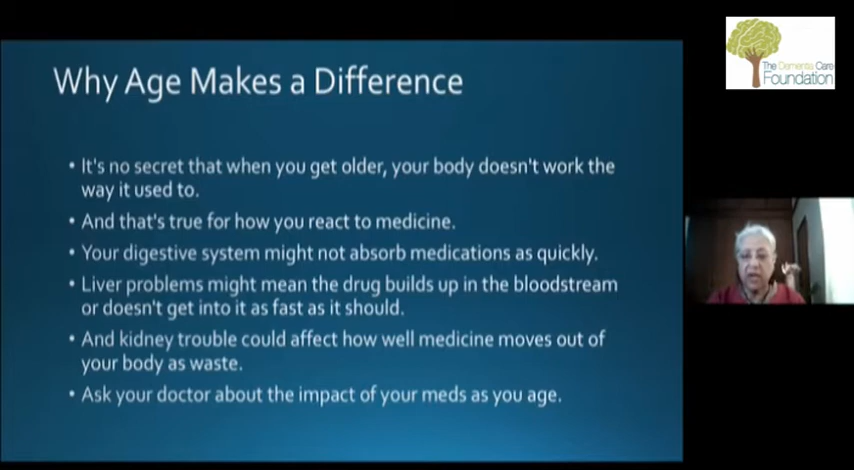 Why Age Makes a Difference
• It's no secret that when you get older, your body doesn't work the
way it used to.
• And that's true for how you react to medicine.
• Your digestive system might not absorb medications as quickly.
• Liver problems might mean the drug builds up in the bloodstream
or doesn't get into it as fast as it should.
• And kidney trouble could affect how well medicine moves out of
your body as waste.
• Ask your doctor about the impact of your meds as you age.
The Dementia Care
Foundation